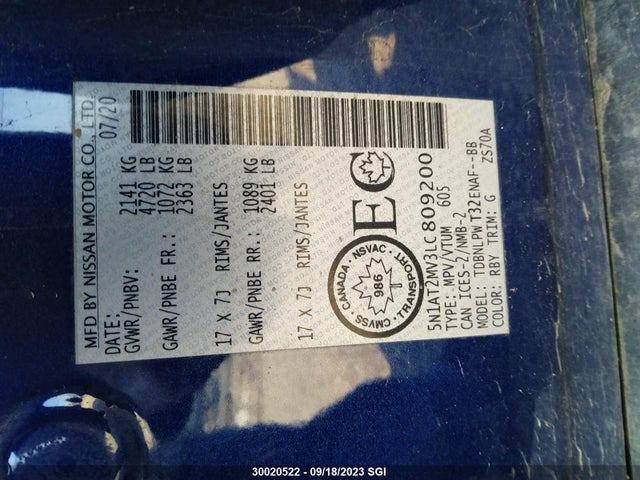 MFD BY NISSAN MOTOR CO., LTD.
DATE: 07/20
GVWR/PNBV: 2141 KG
4720 LB
GAWR/PNBE FR.: 1072 KG
2363 LB
17 X 7J RIMS/JANTES
GAWR/PNBE RR.: 1089 KG
2401 LB
17 X 7J RIMS/JANTES
CANADA NSVAC TRANSPORT CMVSS
986
EC
5N1AT2MV3LC809200
TYPE: MPV/VTUM 605
CAN ICES-2/NMB-2
MODEL: TDBNLPWT32ENAF--BB
COLOR: RBY TRIM: G ZS70A
30020522 - 09/18/2023 SGI